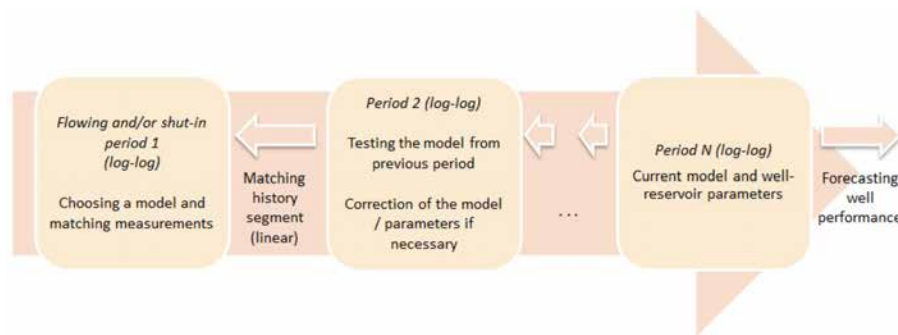 Flowing and/or shut-in
period 1
(log-log)
Choosing a model and
matching measurements
Matching
history
segment
(linear)
Period 2 (log-log)
Testing the model from
previous period
Correction of the model
/ parameters if
necessary
...
Period N (log-log)
Current model and well-
reservoir parameters
Forecasting
well
performance